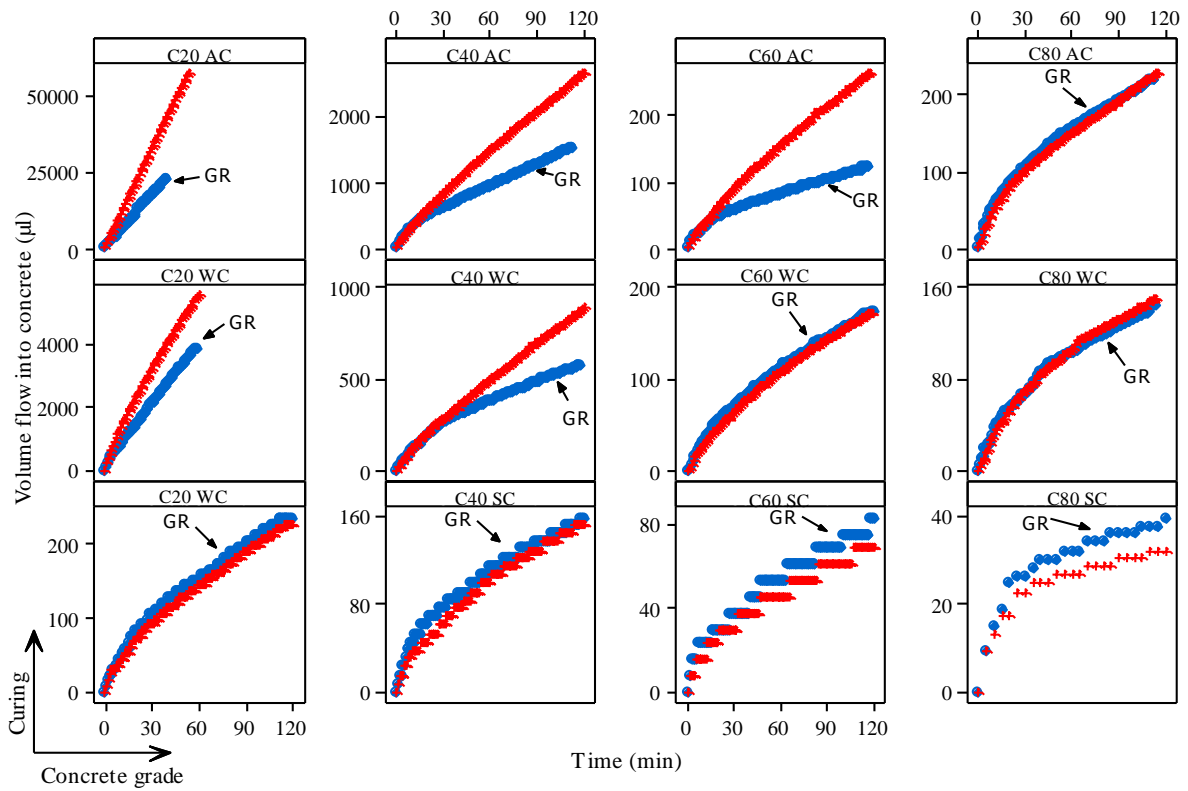 0 30 60 90 120 0 30 60 90 120
C20 AC C40 AC C60 AC C80 AC
50000
25000
0
2000
1000
0
200
100
0
200
100
0
GR
GR
GR
GR
C20 WC C40 WC C60 WC C80 WC
4000
2000
0
1000
500
0
200
100
0
160
80
0
GR
GR
GR
GR
C20 WC C40 SC C60 SC C80 SC
200
100
0
160
80
0
80
40
0
40
20
0
GR
GR
GR
GR
0 30 60 90 120 0 30 60 90 120
Volume flow into concrete (µl)
Time (min)
Curing
Concrete grade